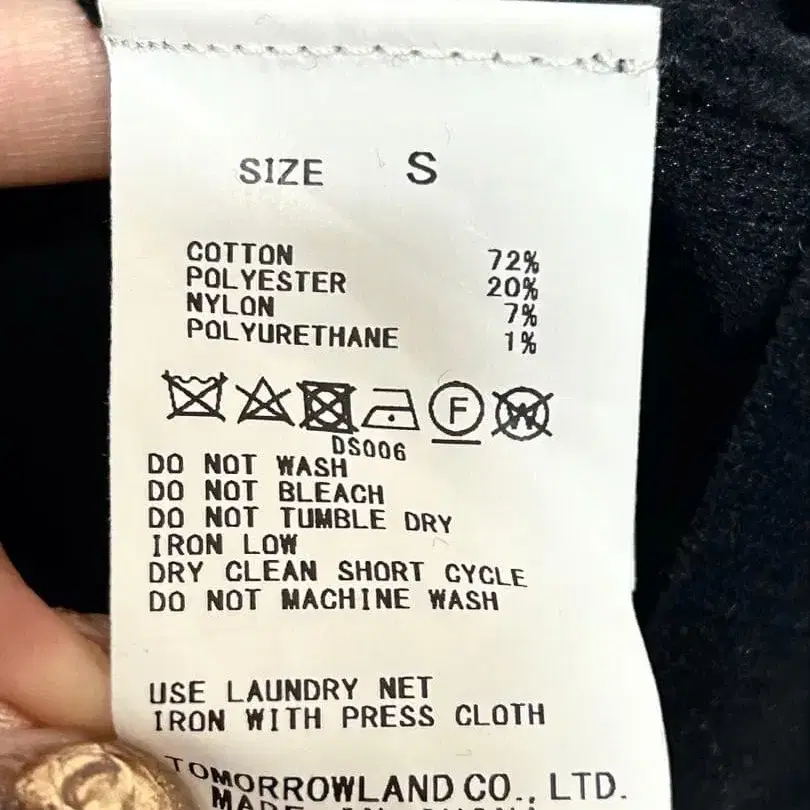 SIZE S
COTTON 72%
POLYESTER 20%
NYLON 7%
POLYURETHANE 1%
F W
DS006
DO NOT WASH
DO NOT BLEACH
DO NOT TUMBLE DRY
IRON LOW
DRY CLEAN SHORT CYCLE
DO NOT MACHINE WASH
USE LAUNDRY NET
IRON WITH PRESS CLOTH
TOMORROWLAND CO., LTD.
MADE IN